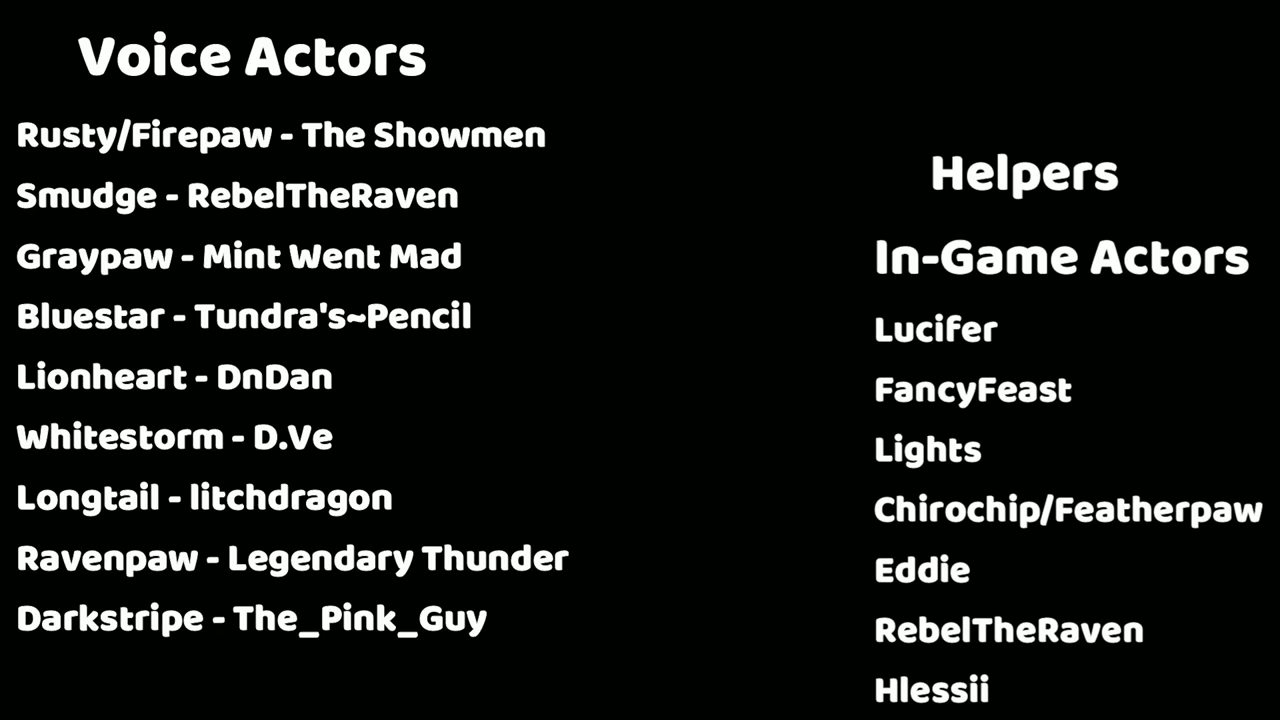 Voice Actors
Rusty/Firepaw - The Showmen
Smudge - RebelTheRaven
Graypaw - Mint Went Mad
Bluestar - Tundra's~Pencil
Lionheart - DnDan
Whitestorm - D.Ve
Longtail - litchdragon
Ravenpaw - Legendary Thunder
Darkstripe - The_Pink_Guy
Helpers
In-Game Actors
Lucifer
FancyFeast
Lights
Chirochip/Featherpaw
Eddie
RebelTheRaven
Hlessii